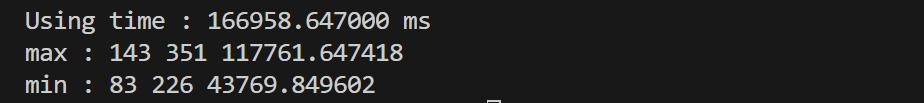 Using time : 166958.647000 ms
max : 143 351 117761.647418
min : 83 226 43769.849602